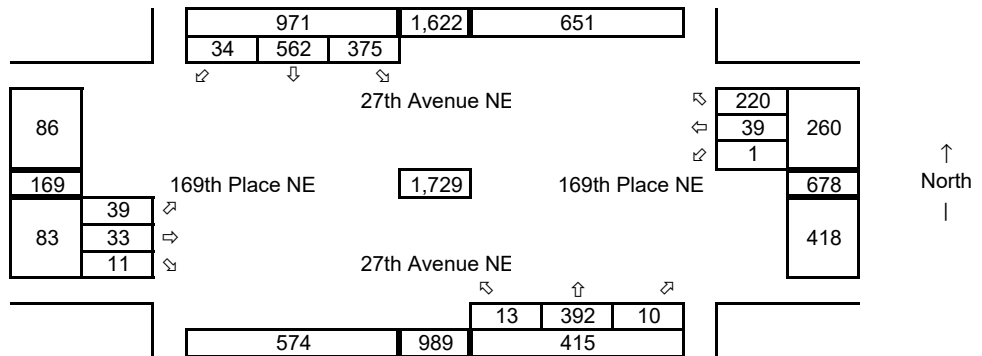 971 1,622 651
34 562 375
⬃ ⇩ ⬂
27th Avenue NE
⬁ 220
86 ⇦ 39 260
⬃ 1
↑
169 169th Place NE 1,729 169th Place NE 678 North
|
39 ⬀
83 33 ⇨ 418
11 ⬂
27th Avenue NE
⬁ ⇧ ⬀
13 392 10
574 989 415